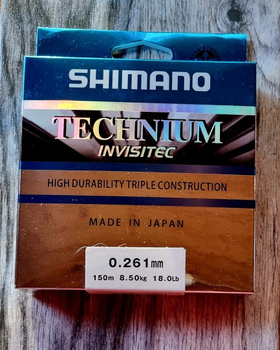 SHIMANO
TECHNIUM
INVISITEC
HIGH DURABILITY TRIPLE CONSTRUCTION
MADE IN JAPAN
0.261mm
150m 8.50kg 18.0Lb